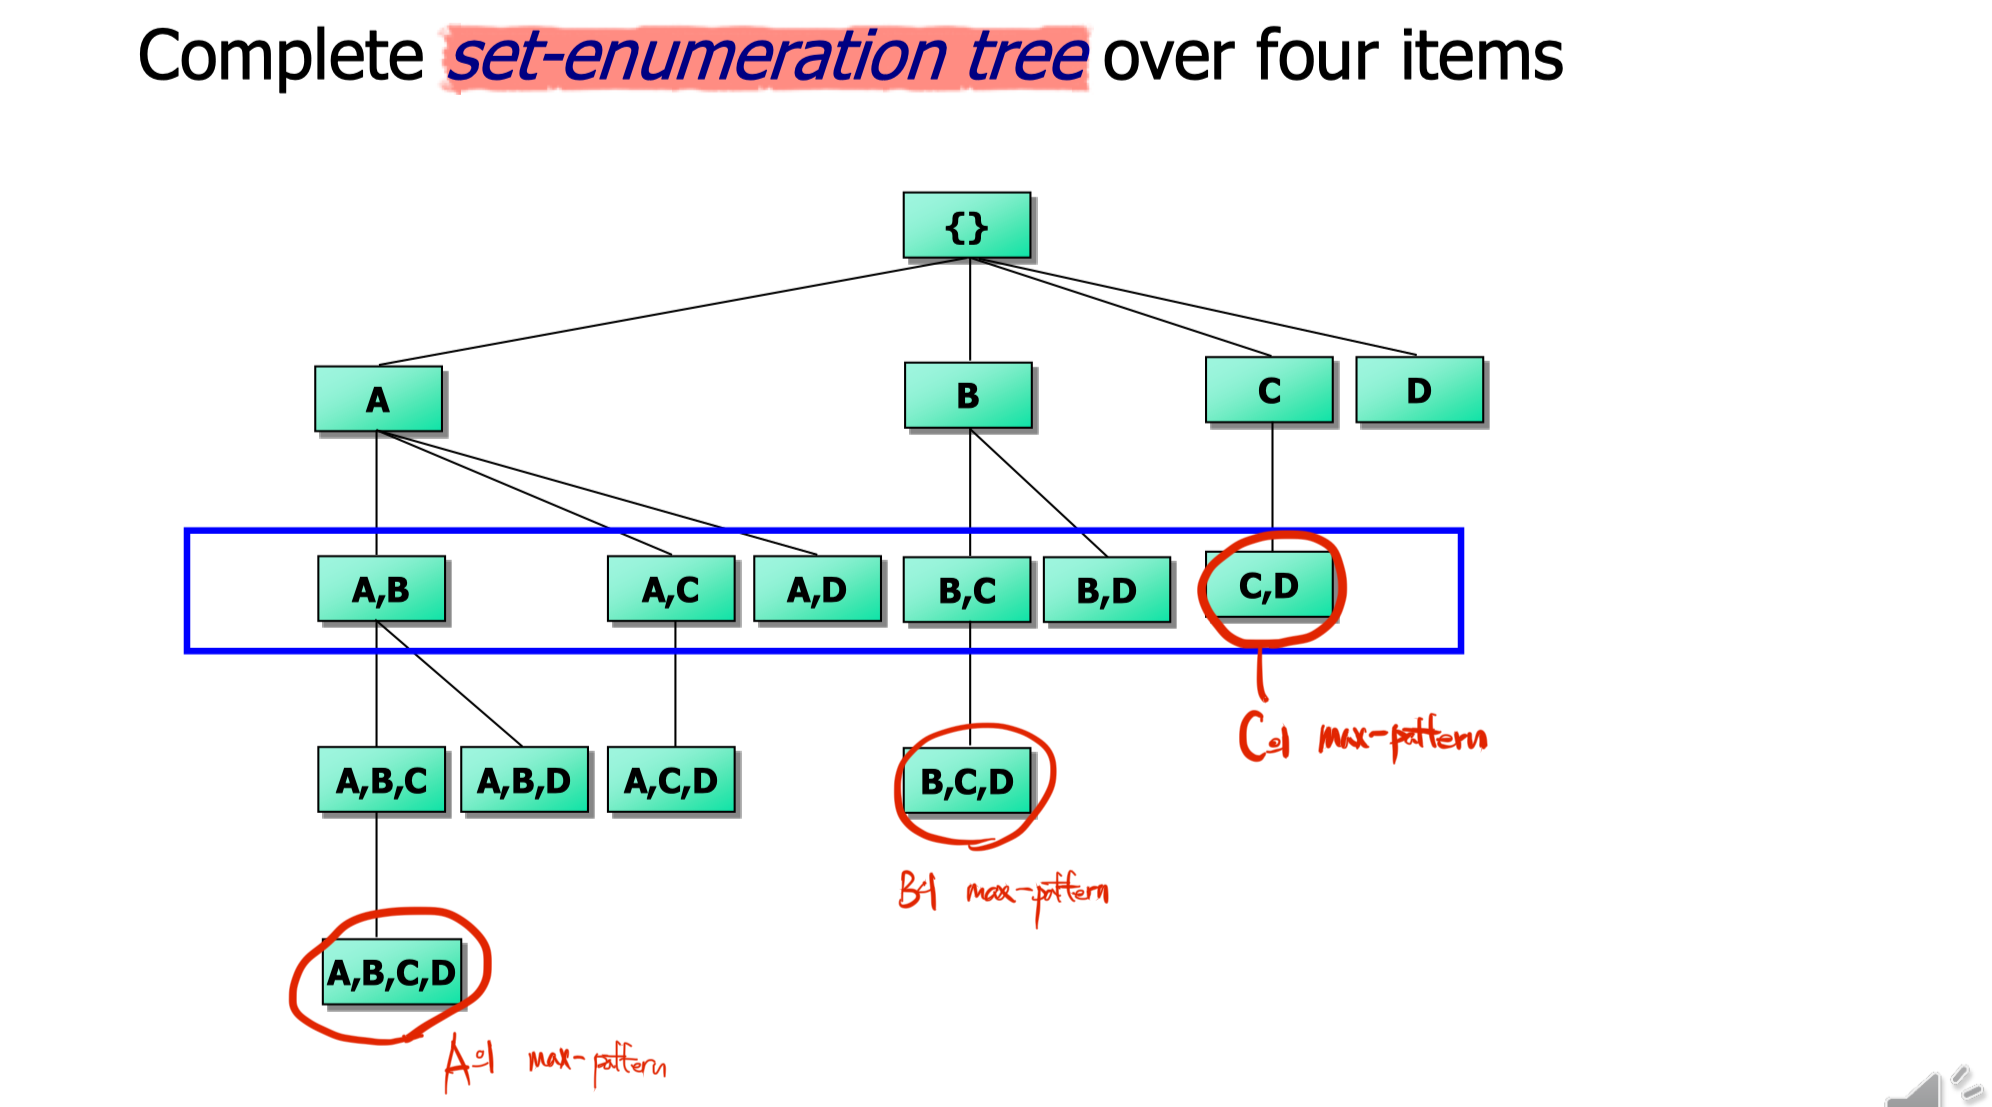 Complete set-enumeration tree over four items
{}
A
B
C
D
A,B
A,C
A,D
B,C
B,D
C,D
C의 max-pattern
A,B,C
A,B,D
A,C,D
B,C,D
B의 max-pattern
A,B,C,D
A의 max-pattern